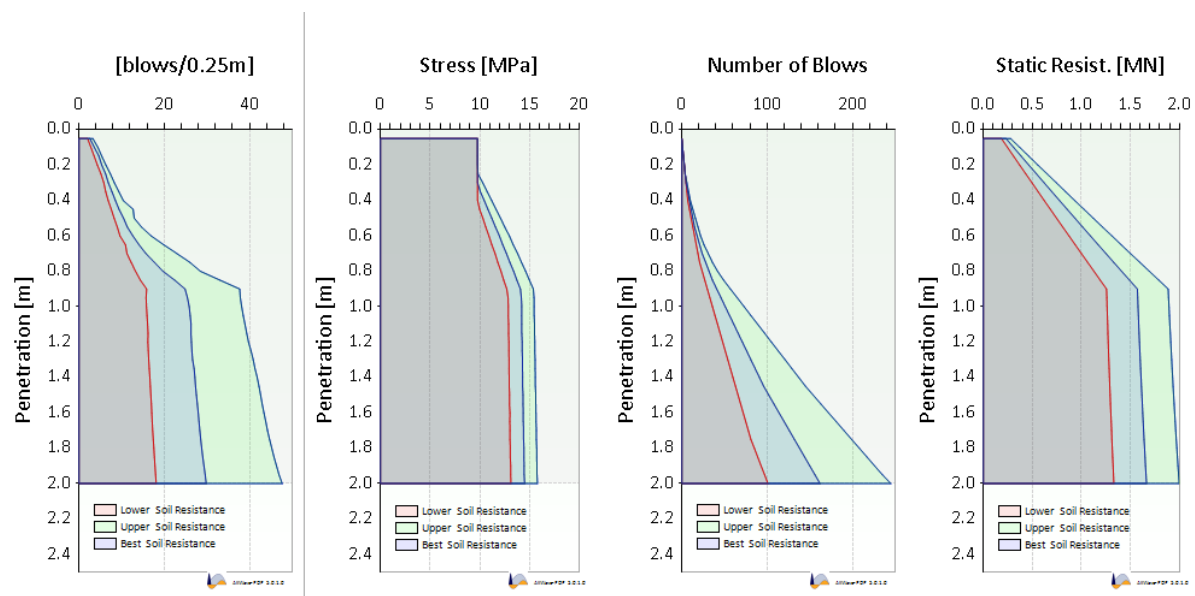 [blows/0.25m]
0 20 40
Penetration [m]
0.0
0.2
0.4
0.6
0.8
1.0
1.2
1.4
1.6
1.8
2.0
2.2
2.4
Lower Soil Resistance
Upper Soil Resistance
Best Soil Resistance
Stress [MPa]
0 5 10 15 20
Penetration [m]
0.0
0.2
0.4
0.6
0.8
1.0
1.2
1.4
1.6
1.8
2.0
2.2
2.4
Lower Soil Resistance
Upper Soil Resistance
Best Soil Resistance
Number of Blows
0 100 200
Penetration [m]
0.0
0.2
0.4
0.6
0.8
1.0
1.2
1.4
1.6
1.8
2.0
2.2
2.4
Lower Soil Resistance
Upper Soil Resistance
Best Soil Resistance
Static Resist. [MN]
0.0 0.5 1.0 1.5 2.0
Penetration [m]
0.0
0.2
0.4
0.6
0.8
1.0
1.2
1.4
1.6
1.8
2.0
2.2
2.4
Lower Soil Resistance
Upper Soil Resistance
Best Soil Resistance